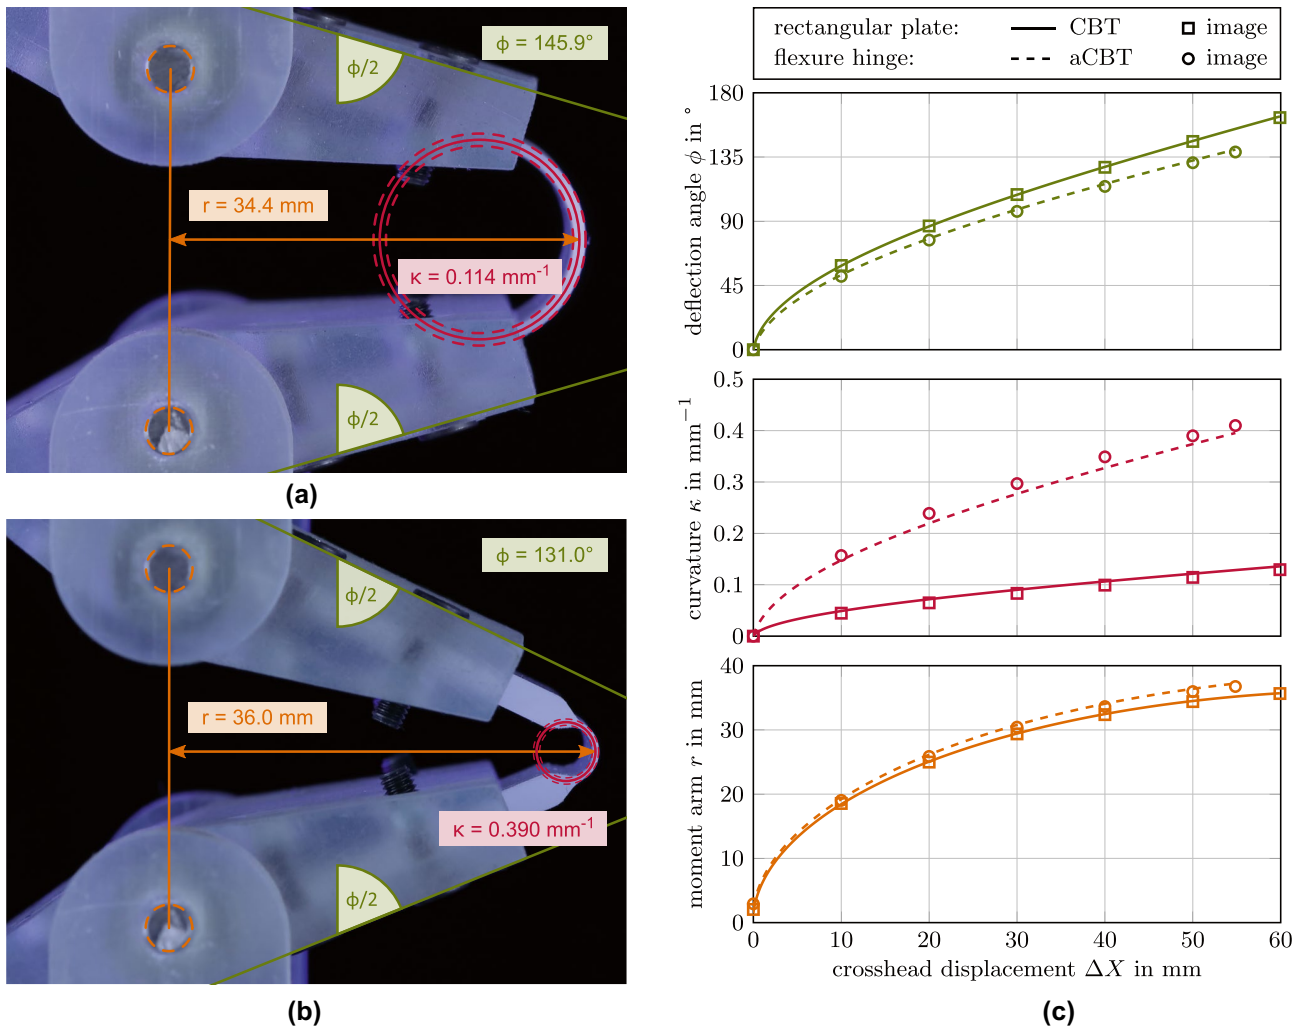 ϕ = 145.9°
ϕ/2
r = 34.4 mm
κ = 0.114 mm⁻¹
ϕ/2
(a)
ϕ = 131.0°
ϕ/2
r = 36.0 mm
κ = 0.390 mm⁻¹
ϕ/2
(b)
rectangular plate: CBT image
flexure hinge: aCBT image
180
135
90
45
0
deflection angle ϕ in °
0.5
0.4
0.3
0.2
0.1
0
curvature κ in mm⁻¹
40
30
20
10
0
moment arm r in mm
0 10 20 30 40 50 60
crosshead displacement ΔX in mm
(c)